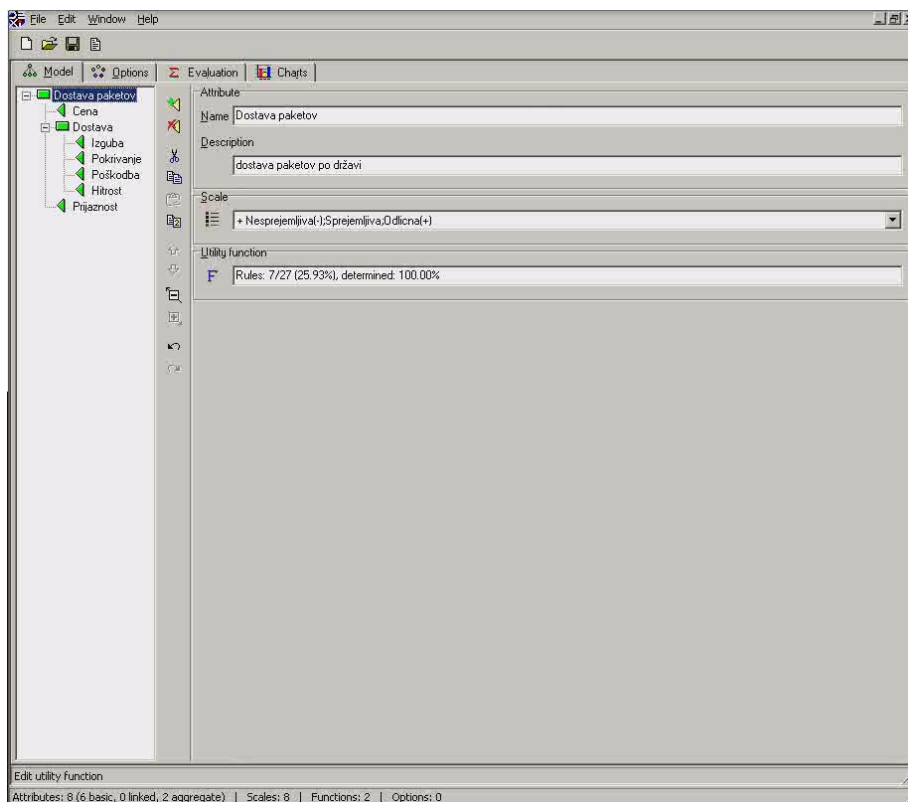 File Edit Window Help
Model Options Evaluation Charts
Dostava paketov
Cena
Dostava
Izguba
Pokrivanje
Poškodba
Hitrost
Prijaznost
Attribute
Name Dostava paketov
Description
dostava paketov po državi
Scale
+ Nesprejemljiva(-);Sprejemljiva;Odlicna(+)
Utility function
F Rules: 7/27 (25.93%), determined: 100.00%
Edit utility function
Attributes: 8 (6 basic, 0 linked, 2 aggregate) | Scales: 8 | Functions: 2 | Options: 0